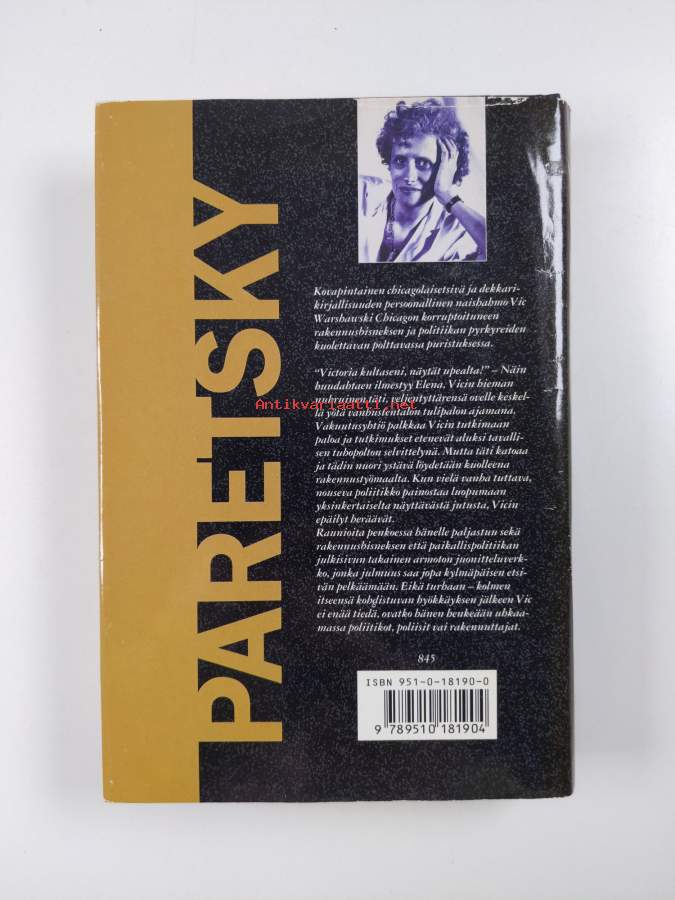 PARETSKY
Kovapintainen chicagolaisetsivä ja dekkari-
kirjallisuuden persoonallinen naishahmo Vic
Warshawski Chicagon korruptoituneen
rakennusbisneksen ja politiikan pyrkyreiden
kuolettavan polttavassa puristuksessa.
"Victoria kultaseni, näytät upealta!" – Näin
huudahtaen ilmestyy Elena, Vicin hieman
täti, veljentyttärensä ovelle keskel-
lä yötä vanhustentalon tulipalon ajamana.
Antikvariaatti.net
Vakuutusyhtiö palkkaa Vicin tutkimaan
paloa ja tutkimukset etenevät aluksi tavalli-
sen tuhopolton selvittelynä. Mutta täti katoaa
ja tädin nuori ystävä löydetään kuolleena
rakennustyömaalta. Kun vielä vanha tuttava,
nouseva poliitikko painostaa luopumaan
yksinkertaiselta näyttävästä jutusta, Vicin
epäilyt heräävät.
Raunioita penkoessa hänelle paljastuu sekä
rakennusbisneksen että paikallispolitiikan
julkisivun takainen armoton juonitteluverk-
ko, jonka julmuus saa jopa kylmäpäisen etsi-
vän pelkäämään. Eikä turhaan – kolmen
itseensä kohdistuvan hyökkäyksen jälkeen Vic
ei enää tiedä, ovatko hänen henkeään uhkaa-
massa poliitikot, poliisit vai rakennuttajat.
845
ISBN 951-0-18190-0
9 789510 181904